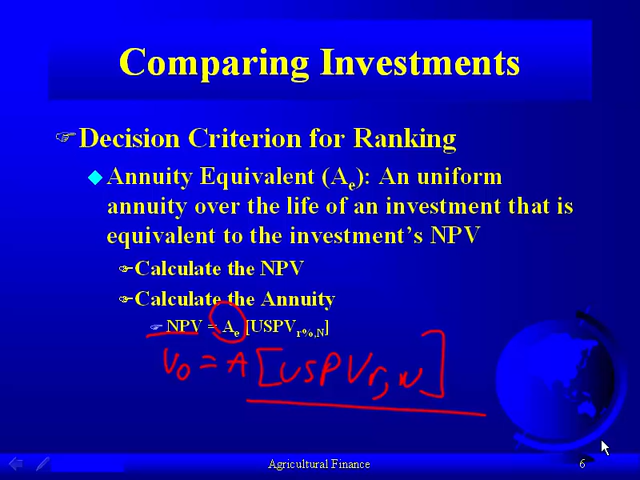 Comparing Investments
Decision Criterion for Ranking
Annuity Equivalent (Ae): An uniform
annuity over the life of an investment that is
equivalent to the investment's NPV
Calculate the NPV
Calculate the Annuity
NPV = Ae [USPVr%,N]
V0 = A [USPVr,N]
Agricultural Finance
6